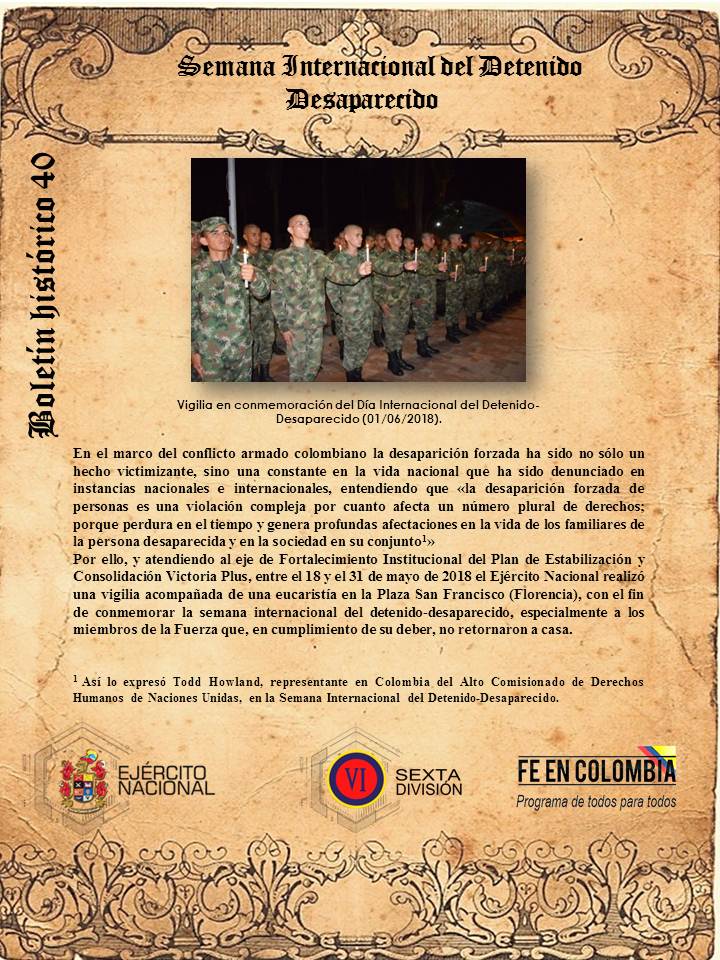 Semana Internacional del Detenido
Desaparecido
Boletín histórico 40
Vigilia en conmemoración del Día Internacional del Detenido-
Desaparecido (01/06/2018).
En el marco del conflicto armado colombiano la desaparición forzada ha sido no sólo un
hecho victimizante, sino una constante en la vida nacional que ha sido denunciado en
instancias nacionales e internacionales, entendiendo que «la desaparición forzada de
personas es una violación compleja por cuanto afecta un número plural de derechos;
porque perdura en el tiempo y genera profundas afectaciones en la vida de los familiares de
la persona desaparecida y en la sociedad en su conjunto¹»
Por ello, y atendiendo al eje de Fortalecimiento Institucional del Plan de Estabilización y
Consolidación Victoria Plus, entre el 18 y el 31 de mayo de 2018 el Ejército Nacional realizó
una vigilia acompañada de una eucaristía en la Plaza San Francisco (Florencia), con el fin
de conmemorar la semana internacional del detenido-desaparecido, especialmente a los
miembros de la Fuerza que, en cumplimiento de su deber, no retornaron a casa.
¹ Así lo expresó Todd Howland, representante en Colombia del Alto Comisionado de Derechos
Humanos de Naciones Unidas, en la Semana Internacional del Detenido-Desaparecido.
EJÉRCITO
NACIONAL
VI
SEXTA
DIVISIÓN
FE EN COLOMBIA
Programa de todos para todos